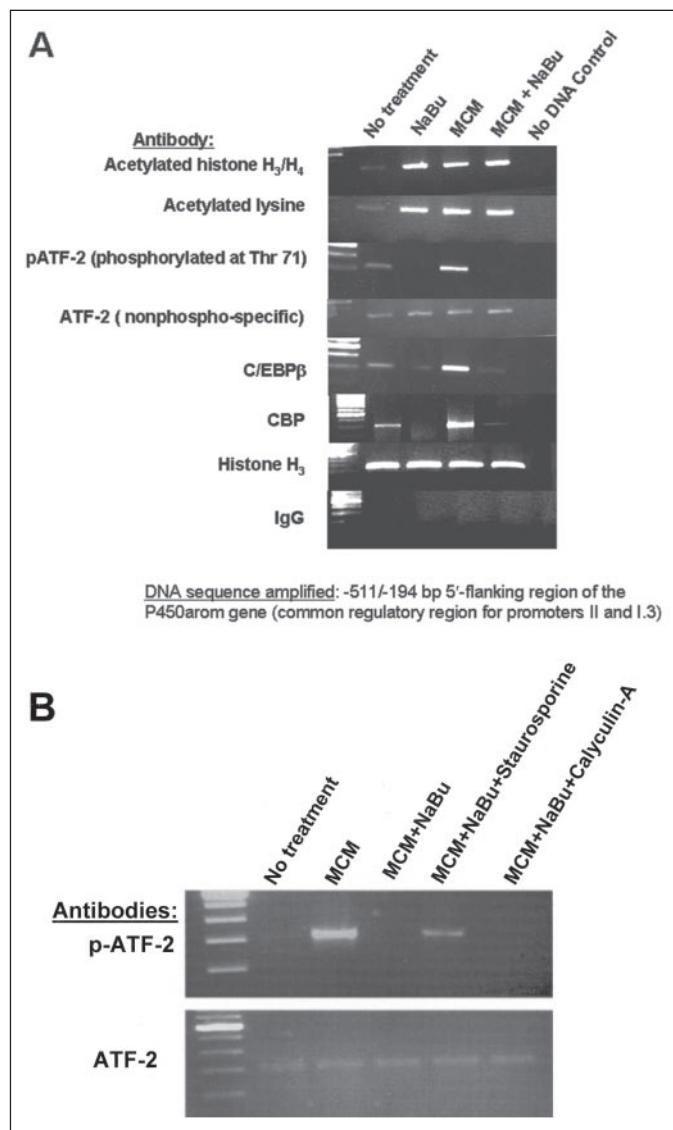 A
No treatment
NaBu
MCM
MCM + NaBu
No DNA Control
Antibody:
Acetylated histone H3/H4
Acetylated lysine
pATF-2 (phosphorylated at Thr 71)
ATF-2 ( nonphospho-specific)
C/EBPβ
CBP
Histone H3
IgG
DNA sequence amplified: -511/-194 bp 5'-flanking region of the
P450arom gene (common regulatory region for promoters II and I.3)
B
No treatment
MCM
MCM+NaBu
MCM+NaBu+Staurosporine
MCM+NaBu+Calyculin-A
Antibodies:
p-ATF-2
ATF-2